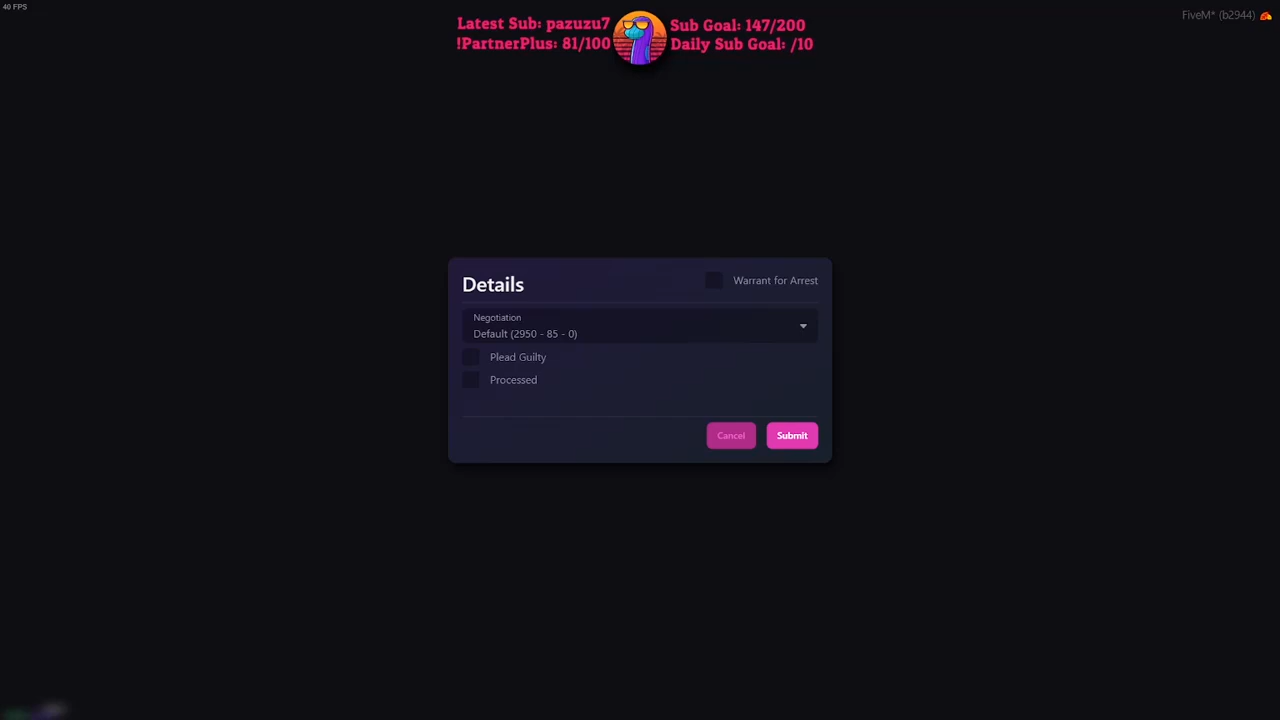 40 FPS
Latest Sub: pazuzu7
!PartnerPlus: 81/100
Sub Goal: 147/200
Daily Sub Goal: /10
FiveM* (b2944)
Details
Warrant for Arrest
Negotiation
Default (2950 - 85 - 0)
Plead Guilty
Processed
Cancel
Submit